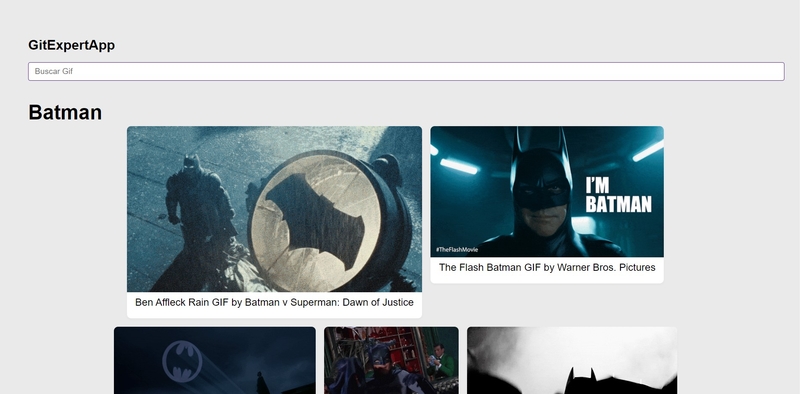 GitExpertApp
Buscar Gif
Batman
I'M
BATMAN
#TheFlashMovie
Ben Affleck Rain GIF by Batman v Superman: Dawn of Justice
The Flash Batman GIF by Warner Bros. Pictures